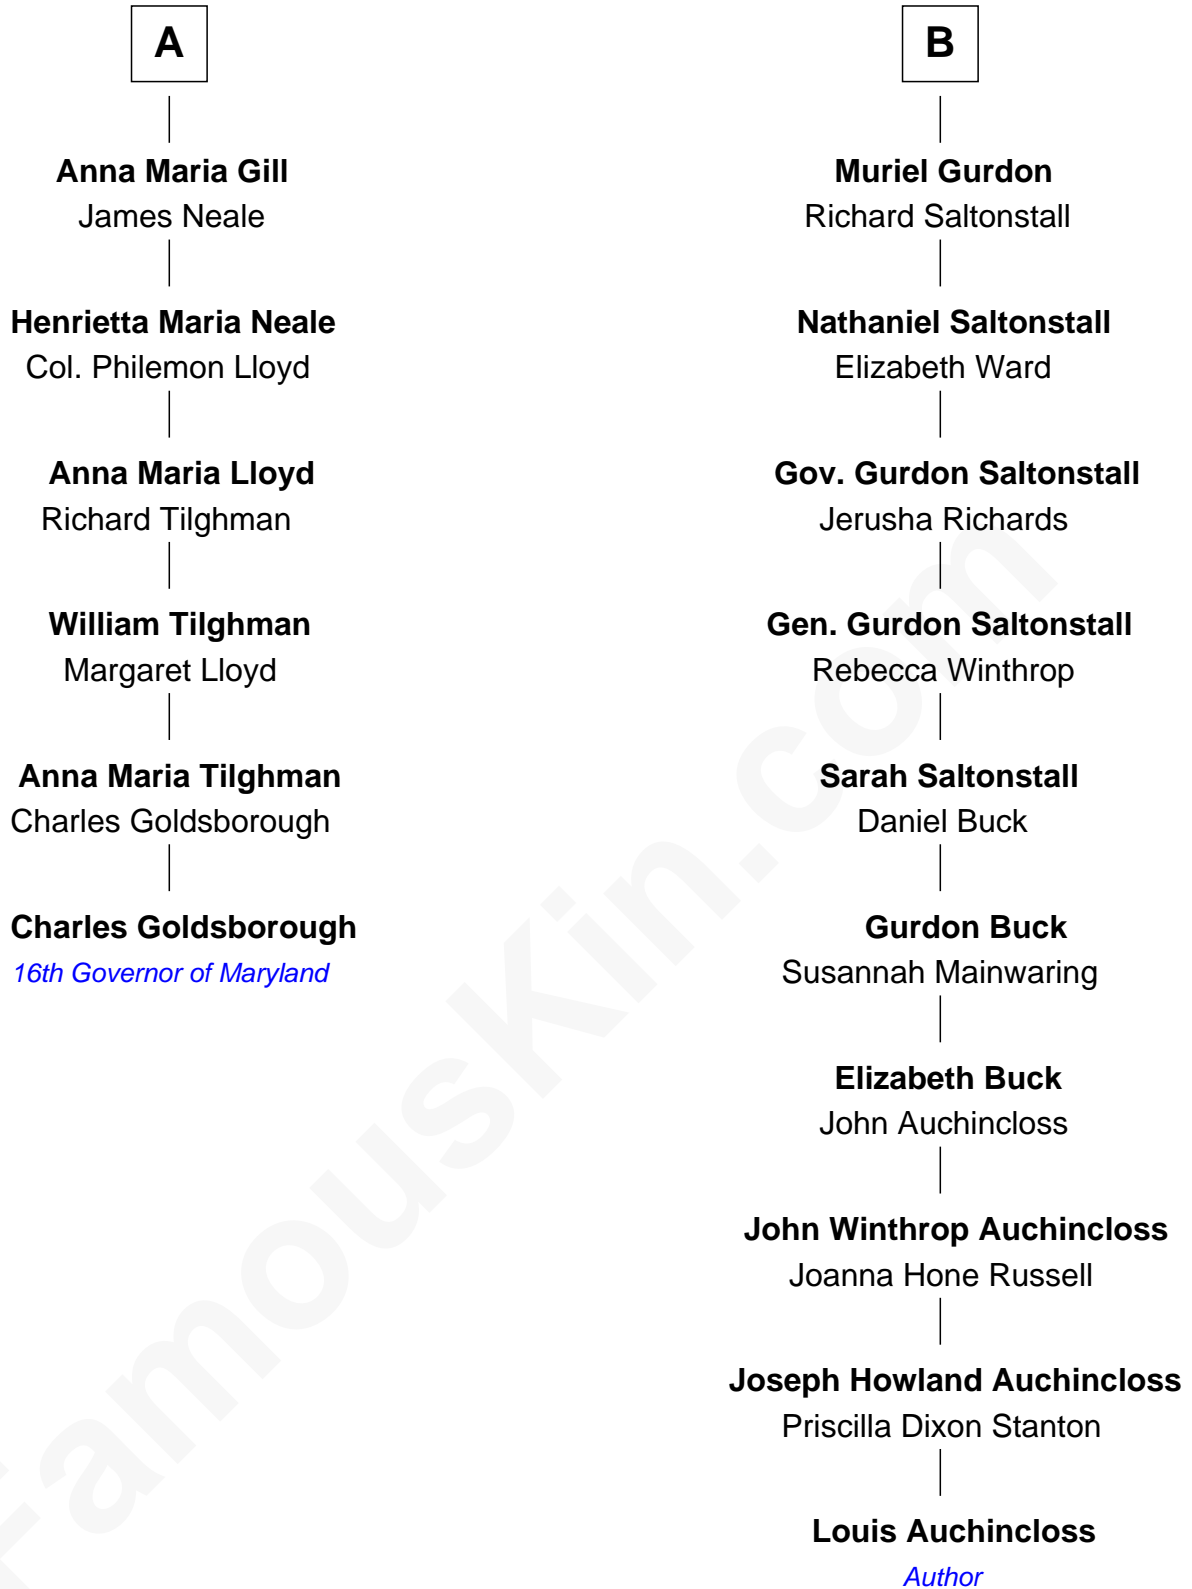 A
Anna Maria Gill
James Neale
Henrietta Maria Neale
Col. Philemon Lloyd
Anna Maria Lloyd
Richard Tilghman
William Tilghman
Margaret Lloyd
Anna Maria Tilghman
Charles Goldsborough
Charles Goldsborough
16th Governor of Maryland
B
Muriel Gurdon
Richard Saltonstall
Nathaniel Saltonstall
Elizabeth Ward
Gov. Gurdon Saltonstall
Jerusha Richards
Gen. Gurdon Saltonstall
Rebecca Winthrop
Sarah Saltonstall
Daniel Buck
Gurdon Buck
Susannah Mainwaring
Elizabeth Buck
John Auchincloss
John Winthrop Auchincloss
Joanna Hone Russell
Joseph Howland Auchincloss
Priscilla Dixon Stanton
Louis Auchincloss
Author
FamousKin.com